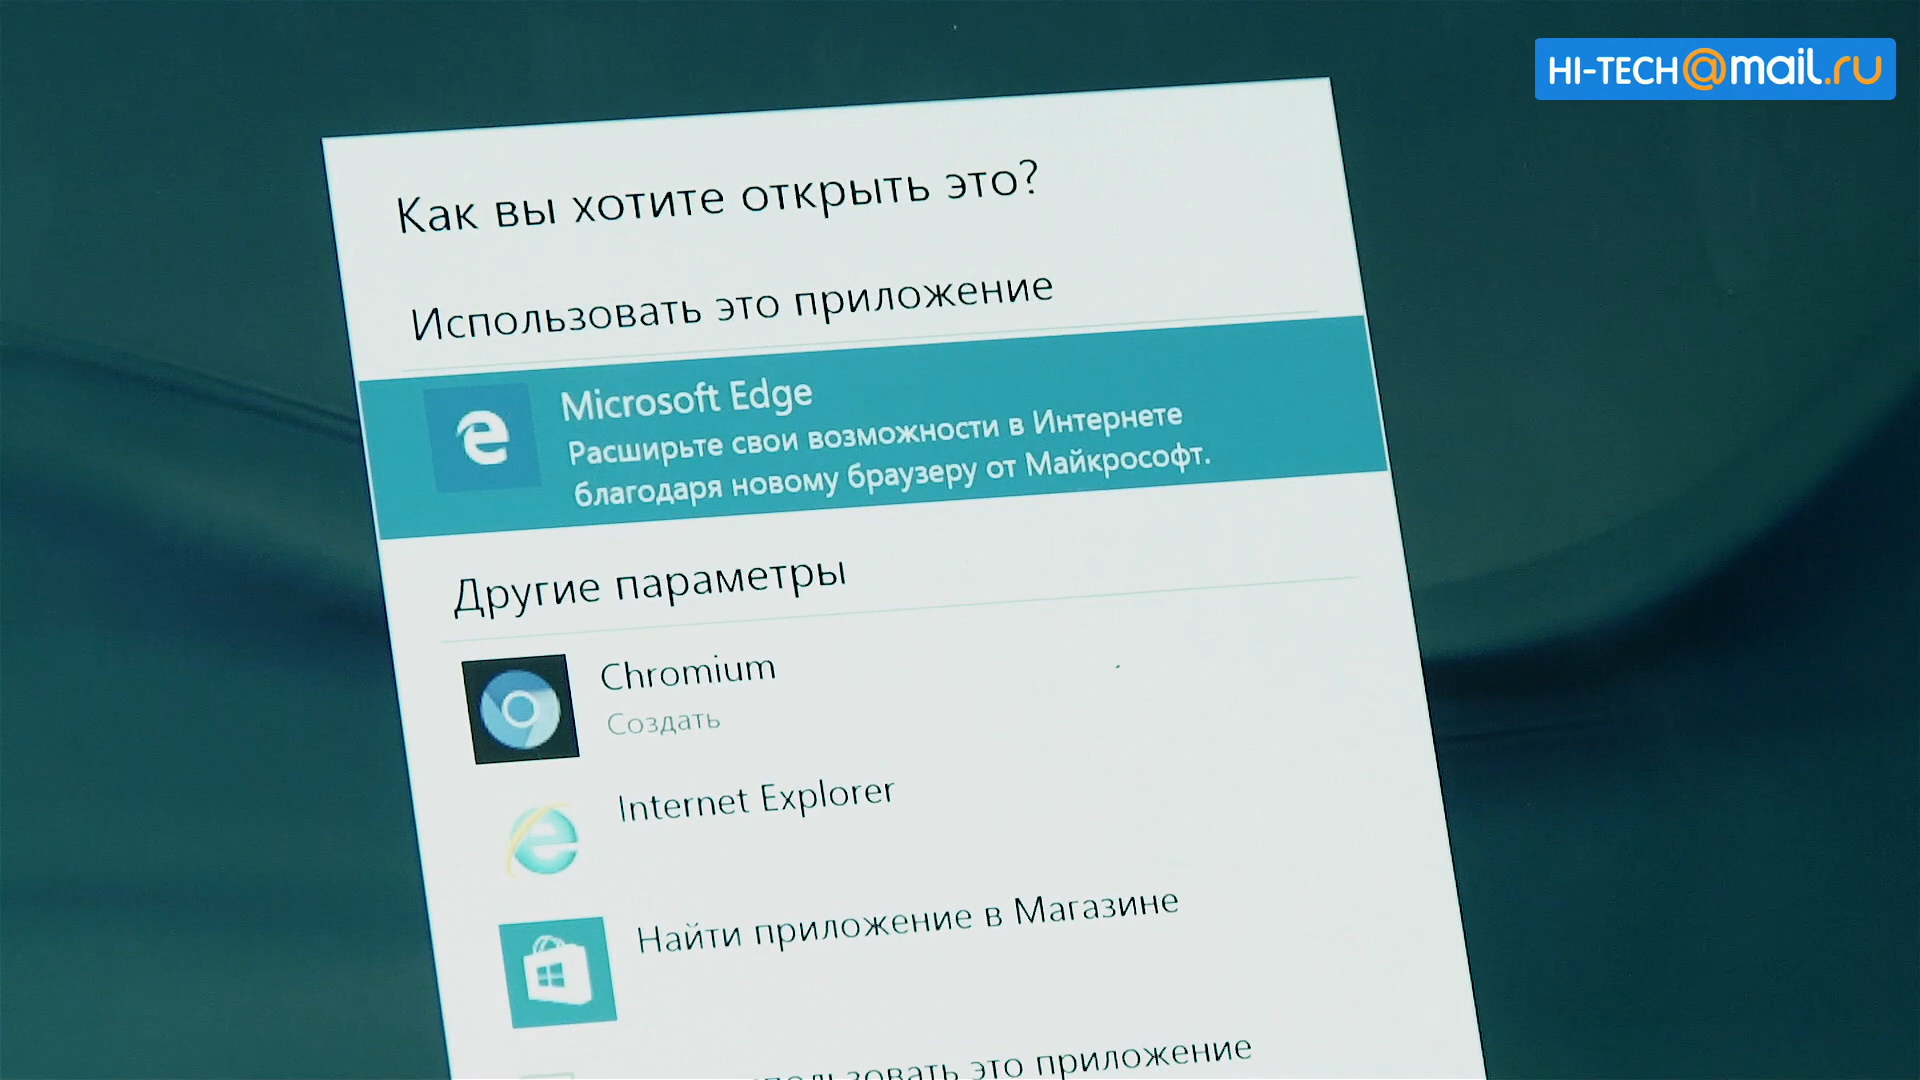 HI-TECH@mail.ru
Как вы хотите открыть это?
Использовать это приложение
Microsoft Edge
Расширьте свои возможности в Интернете
благодаря новому браузеру от Майкрософт.
Другие параметры
Chromium
Создать
Internet Explorer
Найти приложение в Магазине
это приложение